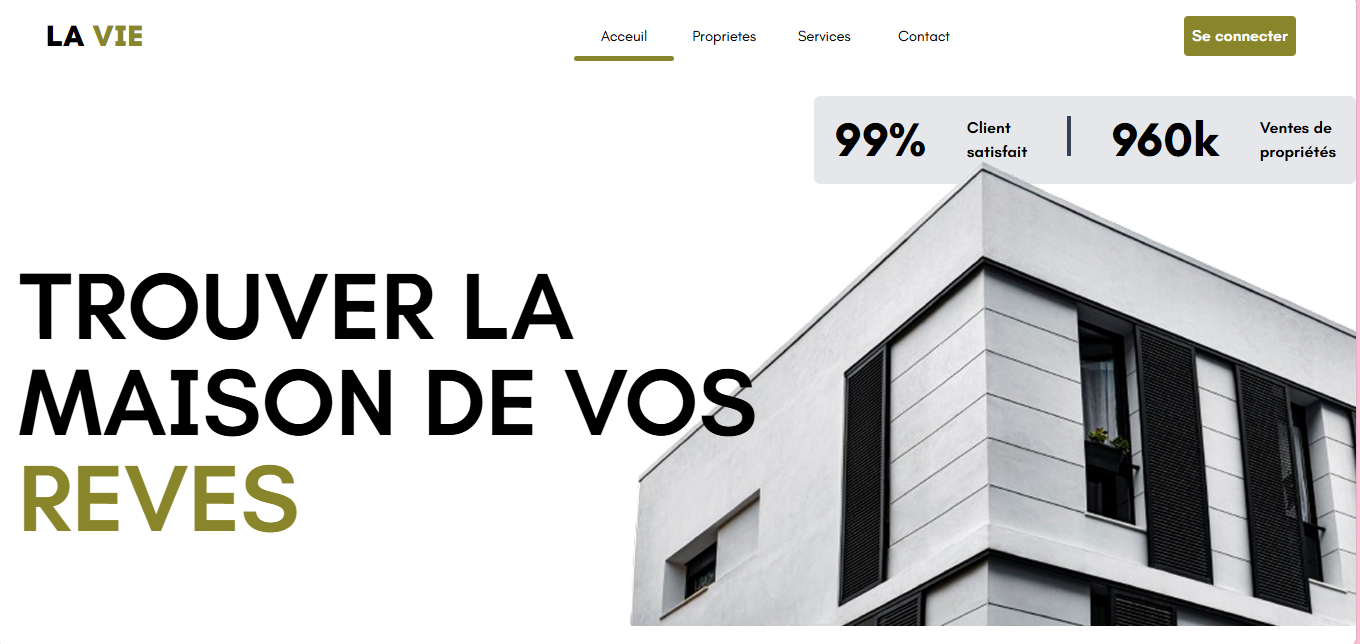 LA VIE
Acceuil Proprietes Services Contact
Se connecter
99% Client
satisfait
960k Ventes de
propriétés
TROUVER LA
MAISON DE VOS
REVES